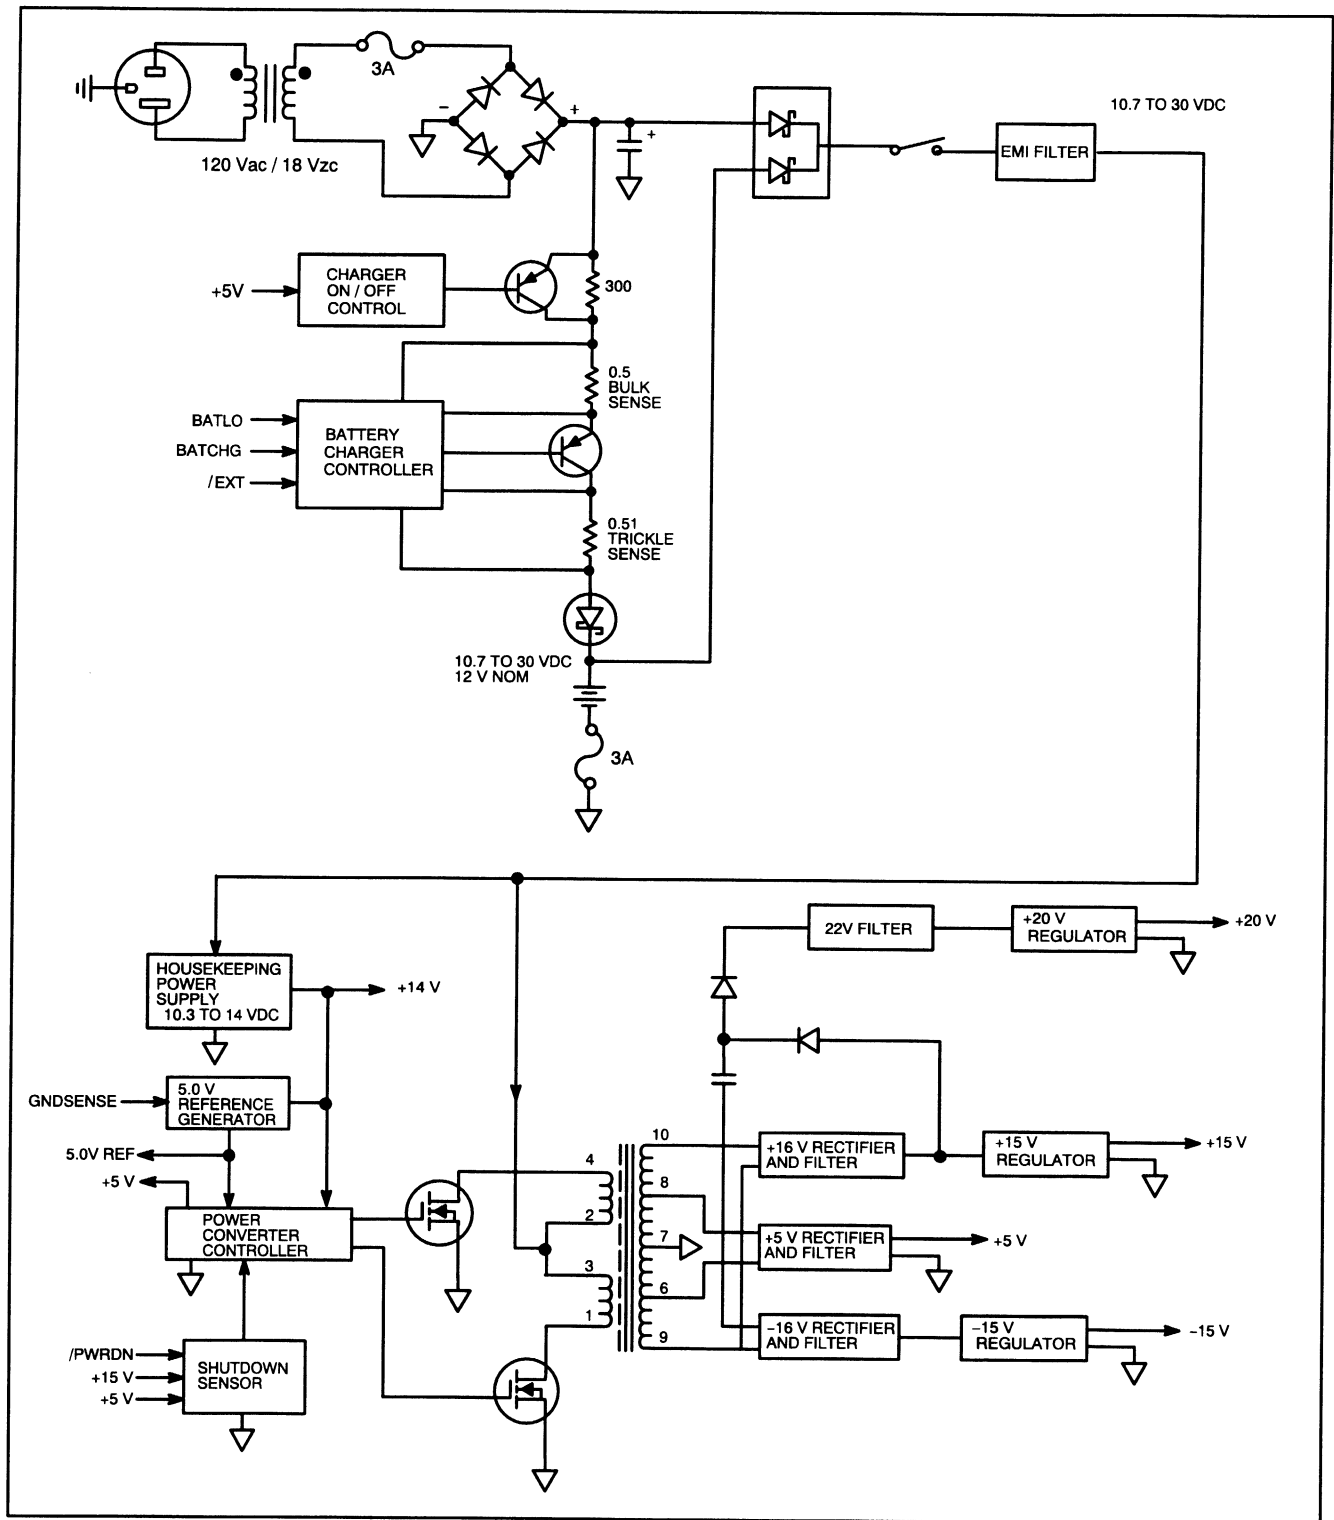 3A
120 Vac / 18 Vzc
–
+
+
10.7 TO 30 VDC
EMI FILTER
+5V
CHARGER
ON / OFF
CONTROL
300
0.5
BULK
SENSE
BATLO
BATCHG
/EXT
BATTERY
CHARGER
CONTROLLER
0.51
TRICKLE
SENSE
10.7 TO 30 VDC
12 V NOM
3A
22V FILTER
+20 V
REGULATOR
+20 V
HOUSEKEEPING
POWER
SUPPLY
10.3 TO 14 VDC
+14 V
GNDSENSE
5.0 V
REFERENCE
GENERATOR
5.0V REF
+5 V
POWER
CONVERTER
CONTROLLER
/PWRDN
+15 V
+5 V
SHUTDOWN
SENSOR
4
2
3
1
10
8
7
6
9
+16 V RECTIFIER
AND FILTER
+15 V
REGULATOR
+15 V
+5 V RECTIFIER
AND FILTER
+5 V
–16 V RECTIFIER
AND FILTER
–15 V
REGULATOR
–15 V